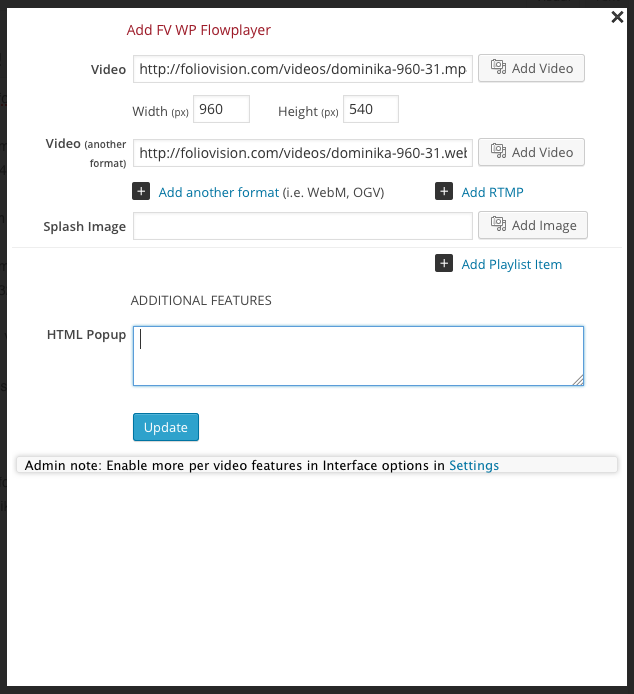 Add FV WP Flowplayer
Video http://foliovision.com/videos/dominika-960-31.mp Add Video
Width (px) 960 Height (px) 540
Video (another format) http://foliovision.com/videos/dominika-960-31.web Add Video
+ Add another format (i.e. WebM, OGV) + Add RTMP
Splash Image Add Image
+ Add Playlist Item
ADDITIONAL FEATURES
HTML Popup
Update
Admin note: Enable more per video features in Interface options in Settings